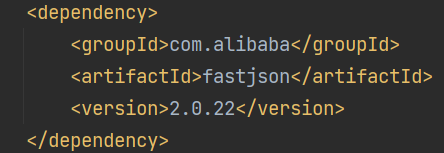 <dependency>
    <groupId>com.alibaba</groupId>
    <artifactId>fastjson</artifactId>
    <version>2.0.22</version>
</dependency>